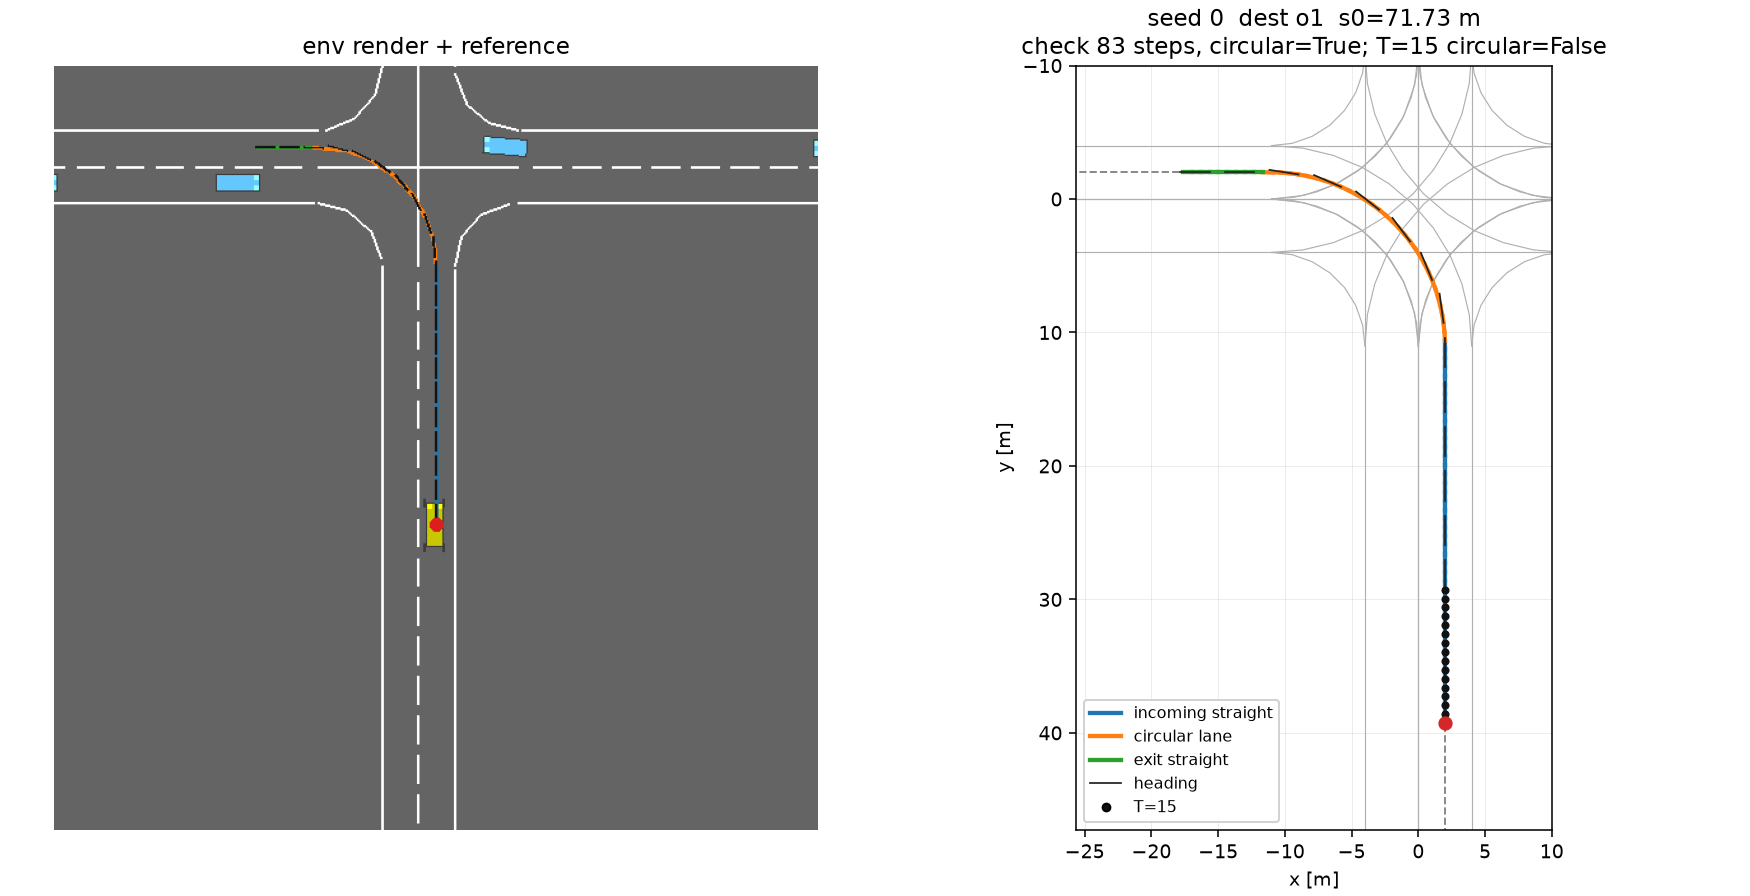 env render + reference
seed 0 dest o1 s0=71.73 m
check 83 steps, circular=True; T=15 circular=False
−10
0
10
20
30
40
y [m]
incoming straight
circular lane
exit straight
heading
T=15
−25 −20 −15 −10 −5 0 5 10
x [m]